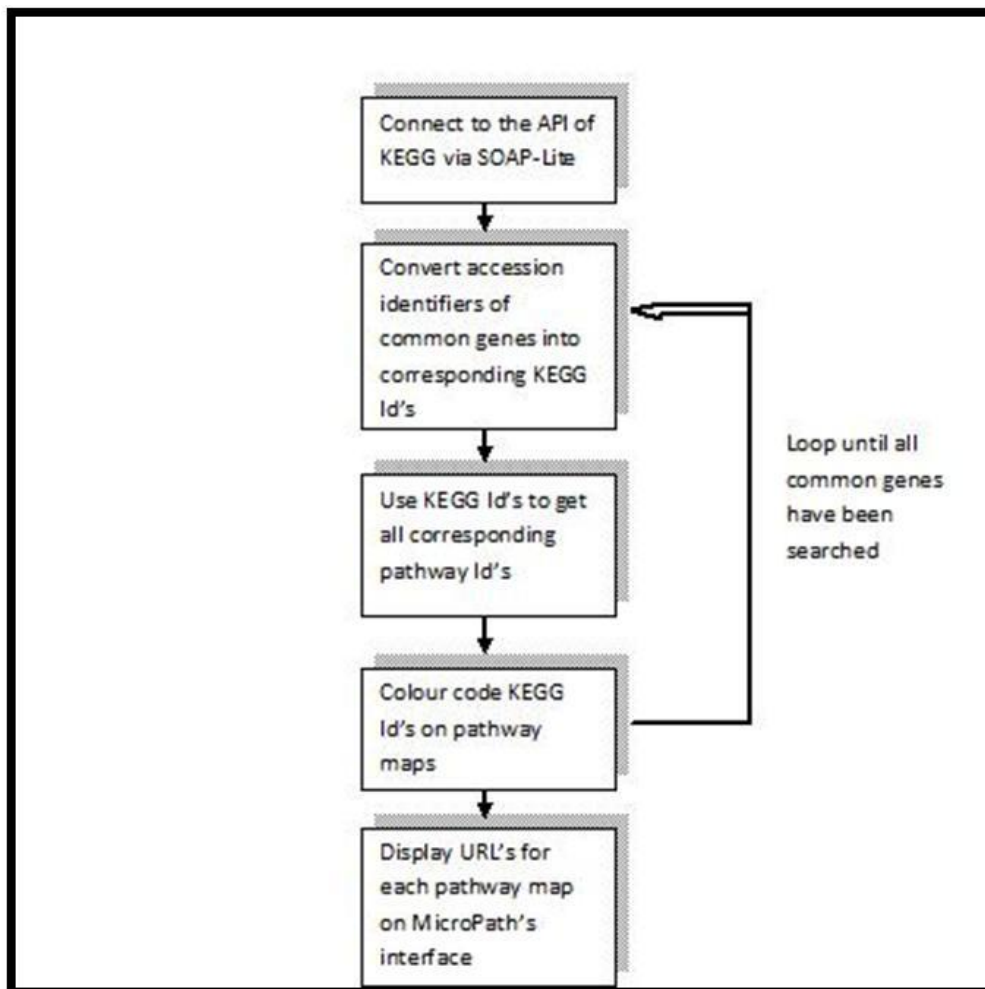 Connect to the API of
KEGG via SOAP-Lite
Convert accession
identifiers of
common genes into
corresponding KEGG
Id's
Use KEGG Id's to get
all corresponding
pathway Id's
Colour code KEGG
Id's on pathway
maps
Loop until all
common genes
have been
searched
Display URL's for
each pathway map
on MicroPath's
interface